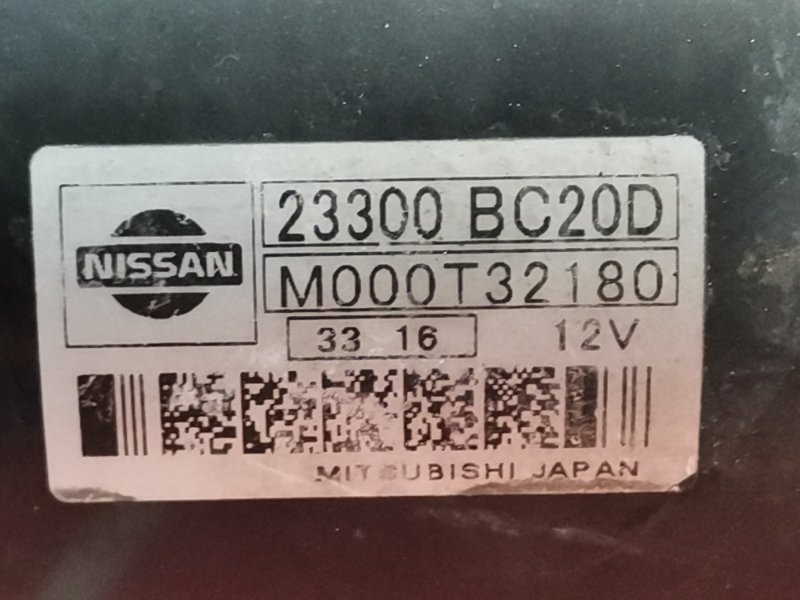 NISSAN
23300 BC20D
M000T32180
33 16
12V
MITSUBISHI JAPAN